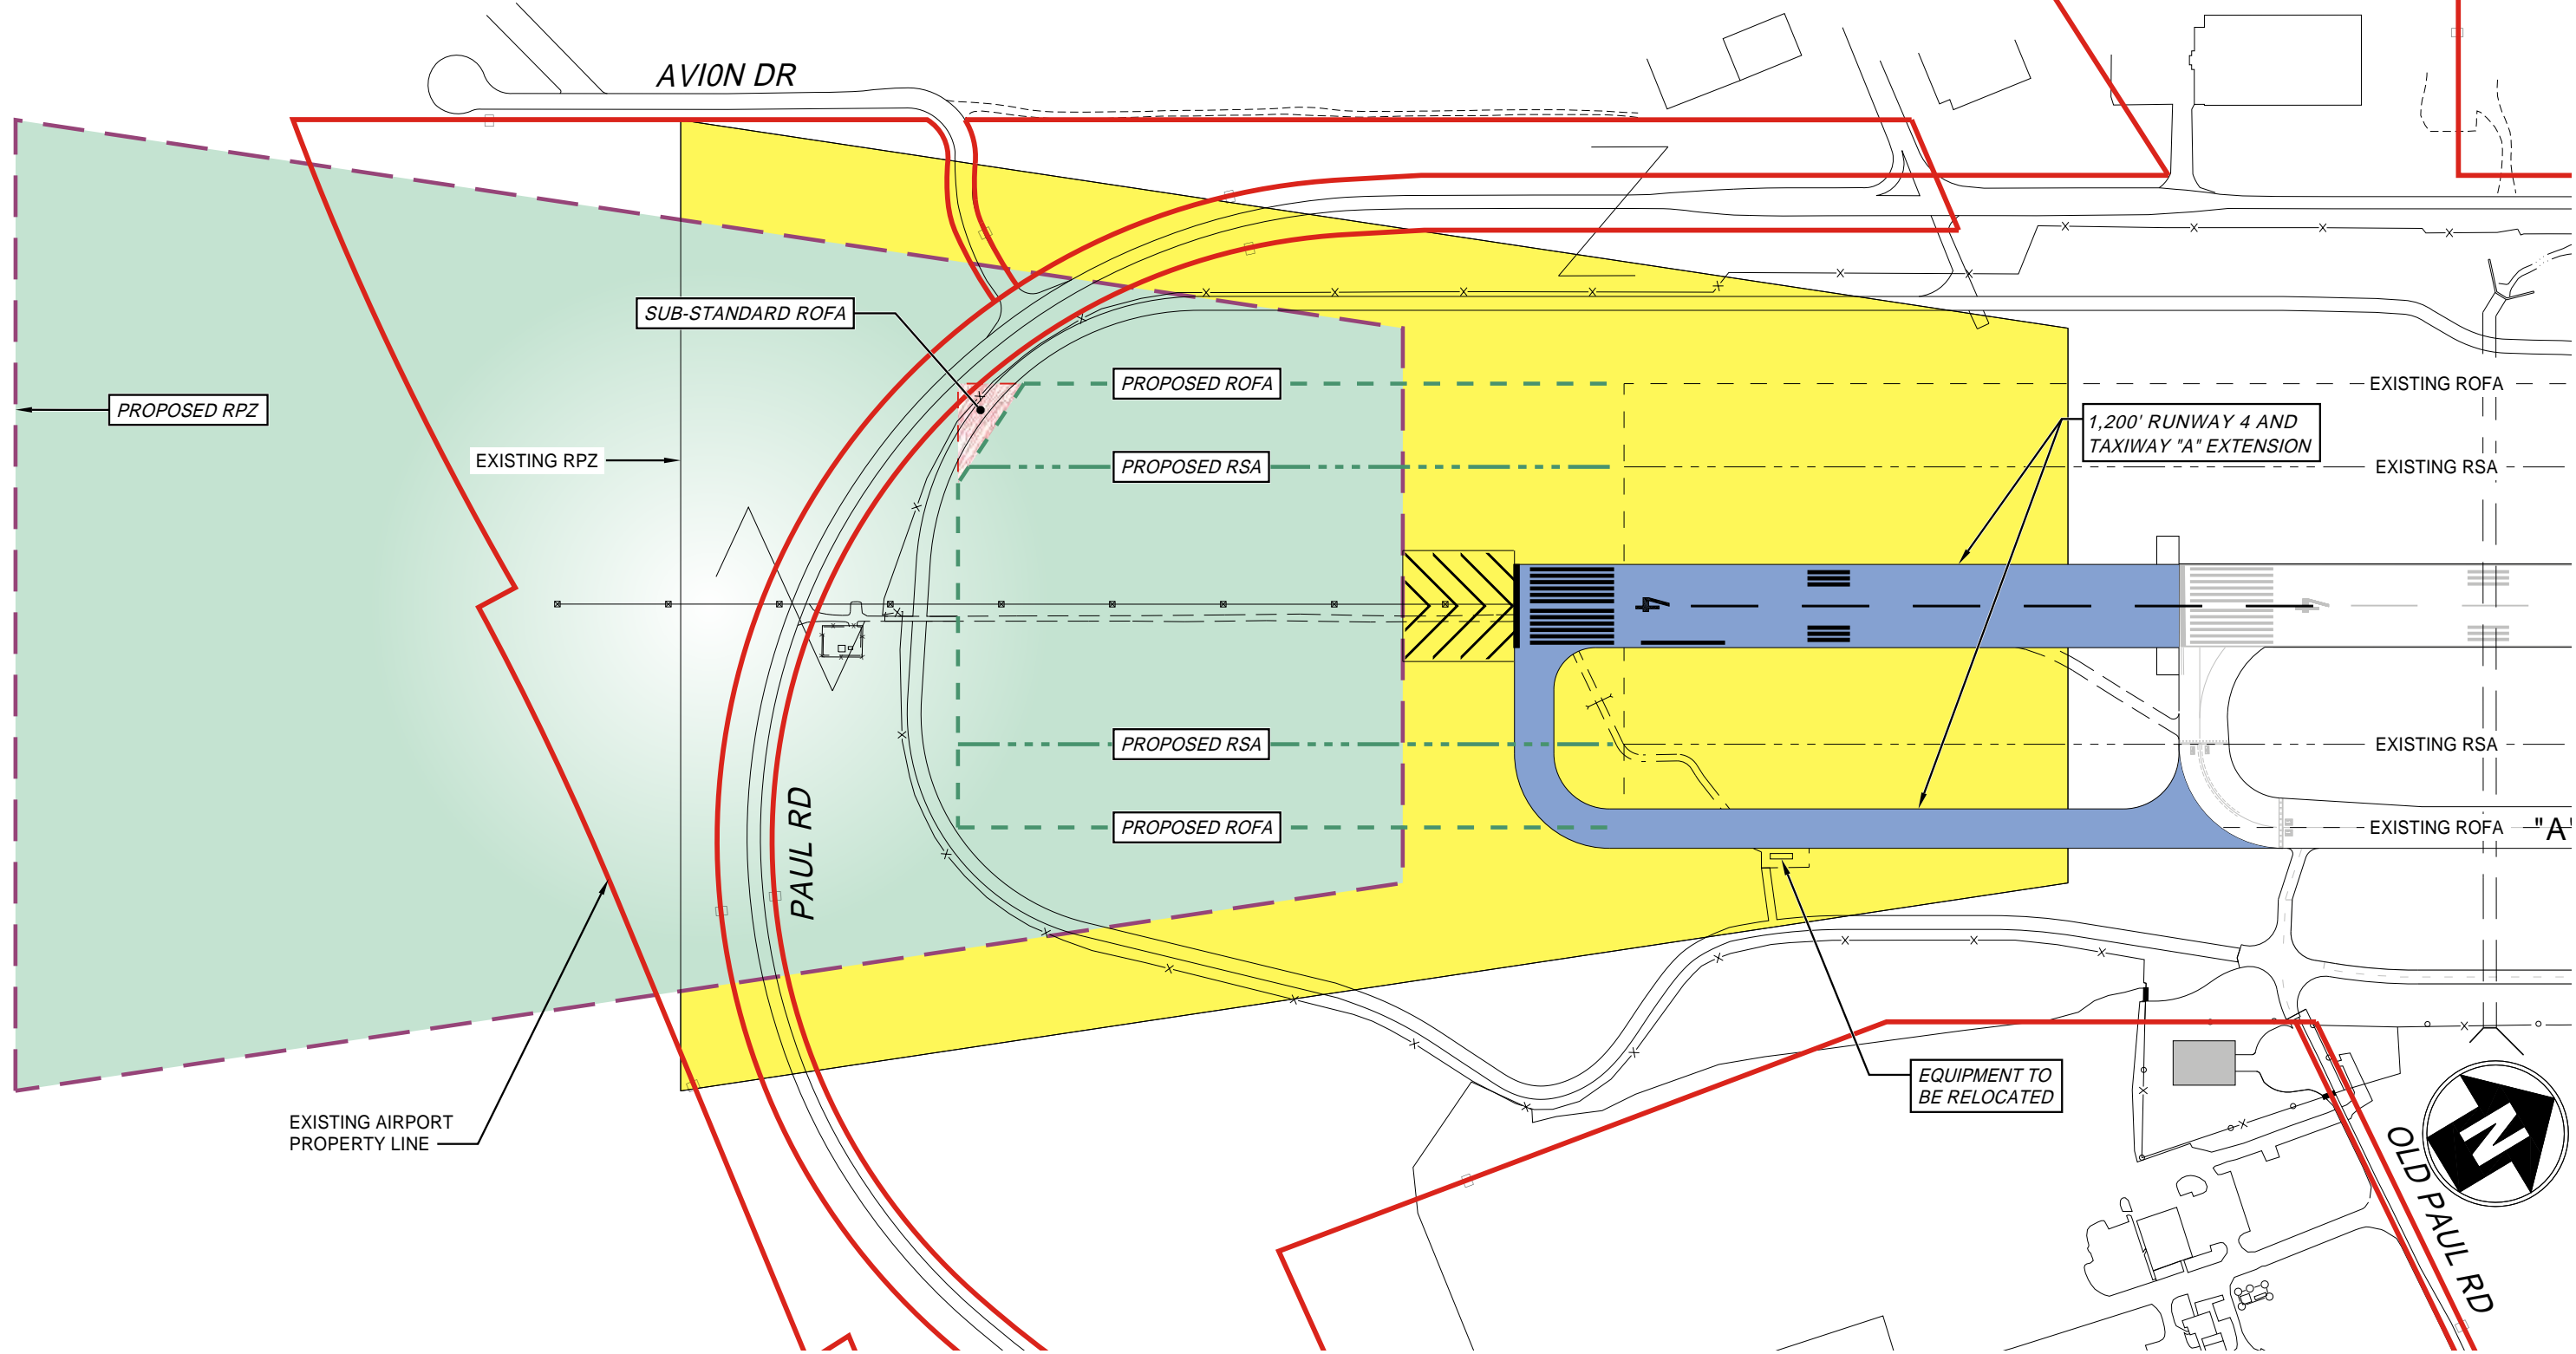 AVI0N DR
SUB-STANDARD ROFA
PROPOSED RPZ
EXISTING RPZ
PROPOSED ROFA
EXISTING ROFA
1,200' RUNWAY 4 AND
TAXIWAY "A" EXTENSION
PROPOSED RSA
EXISTING RSA
4
4
PROPOSED RSA
EXISTING RSA
PROPOSED ROFA
EXISTING ROFA
"A"
PAUL RD
EXISTING AIRPORT
PROPERTY LINE
EQUIPMENT TO
BE RELOCATED
N
OLD PAUL RD